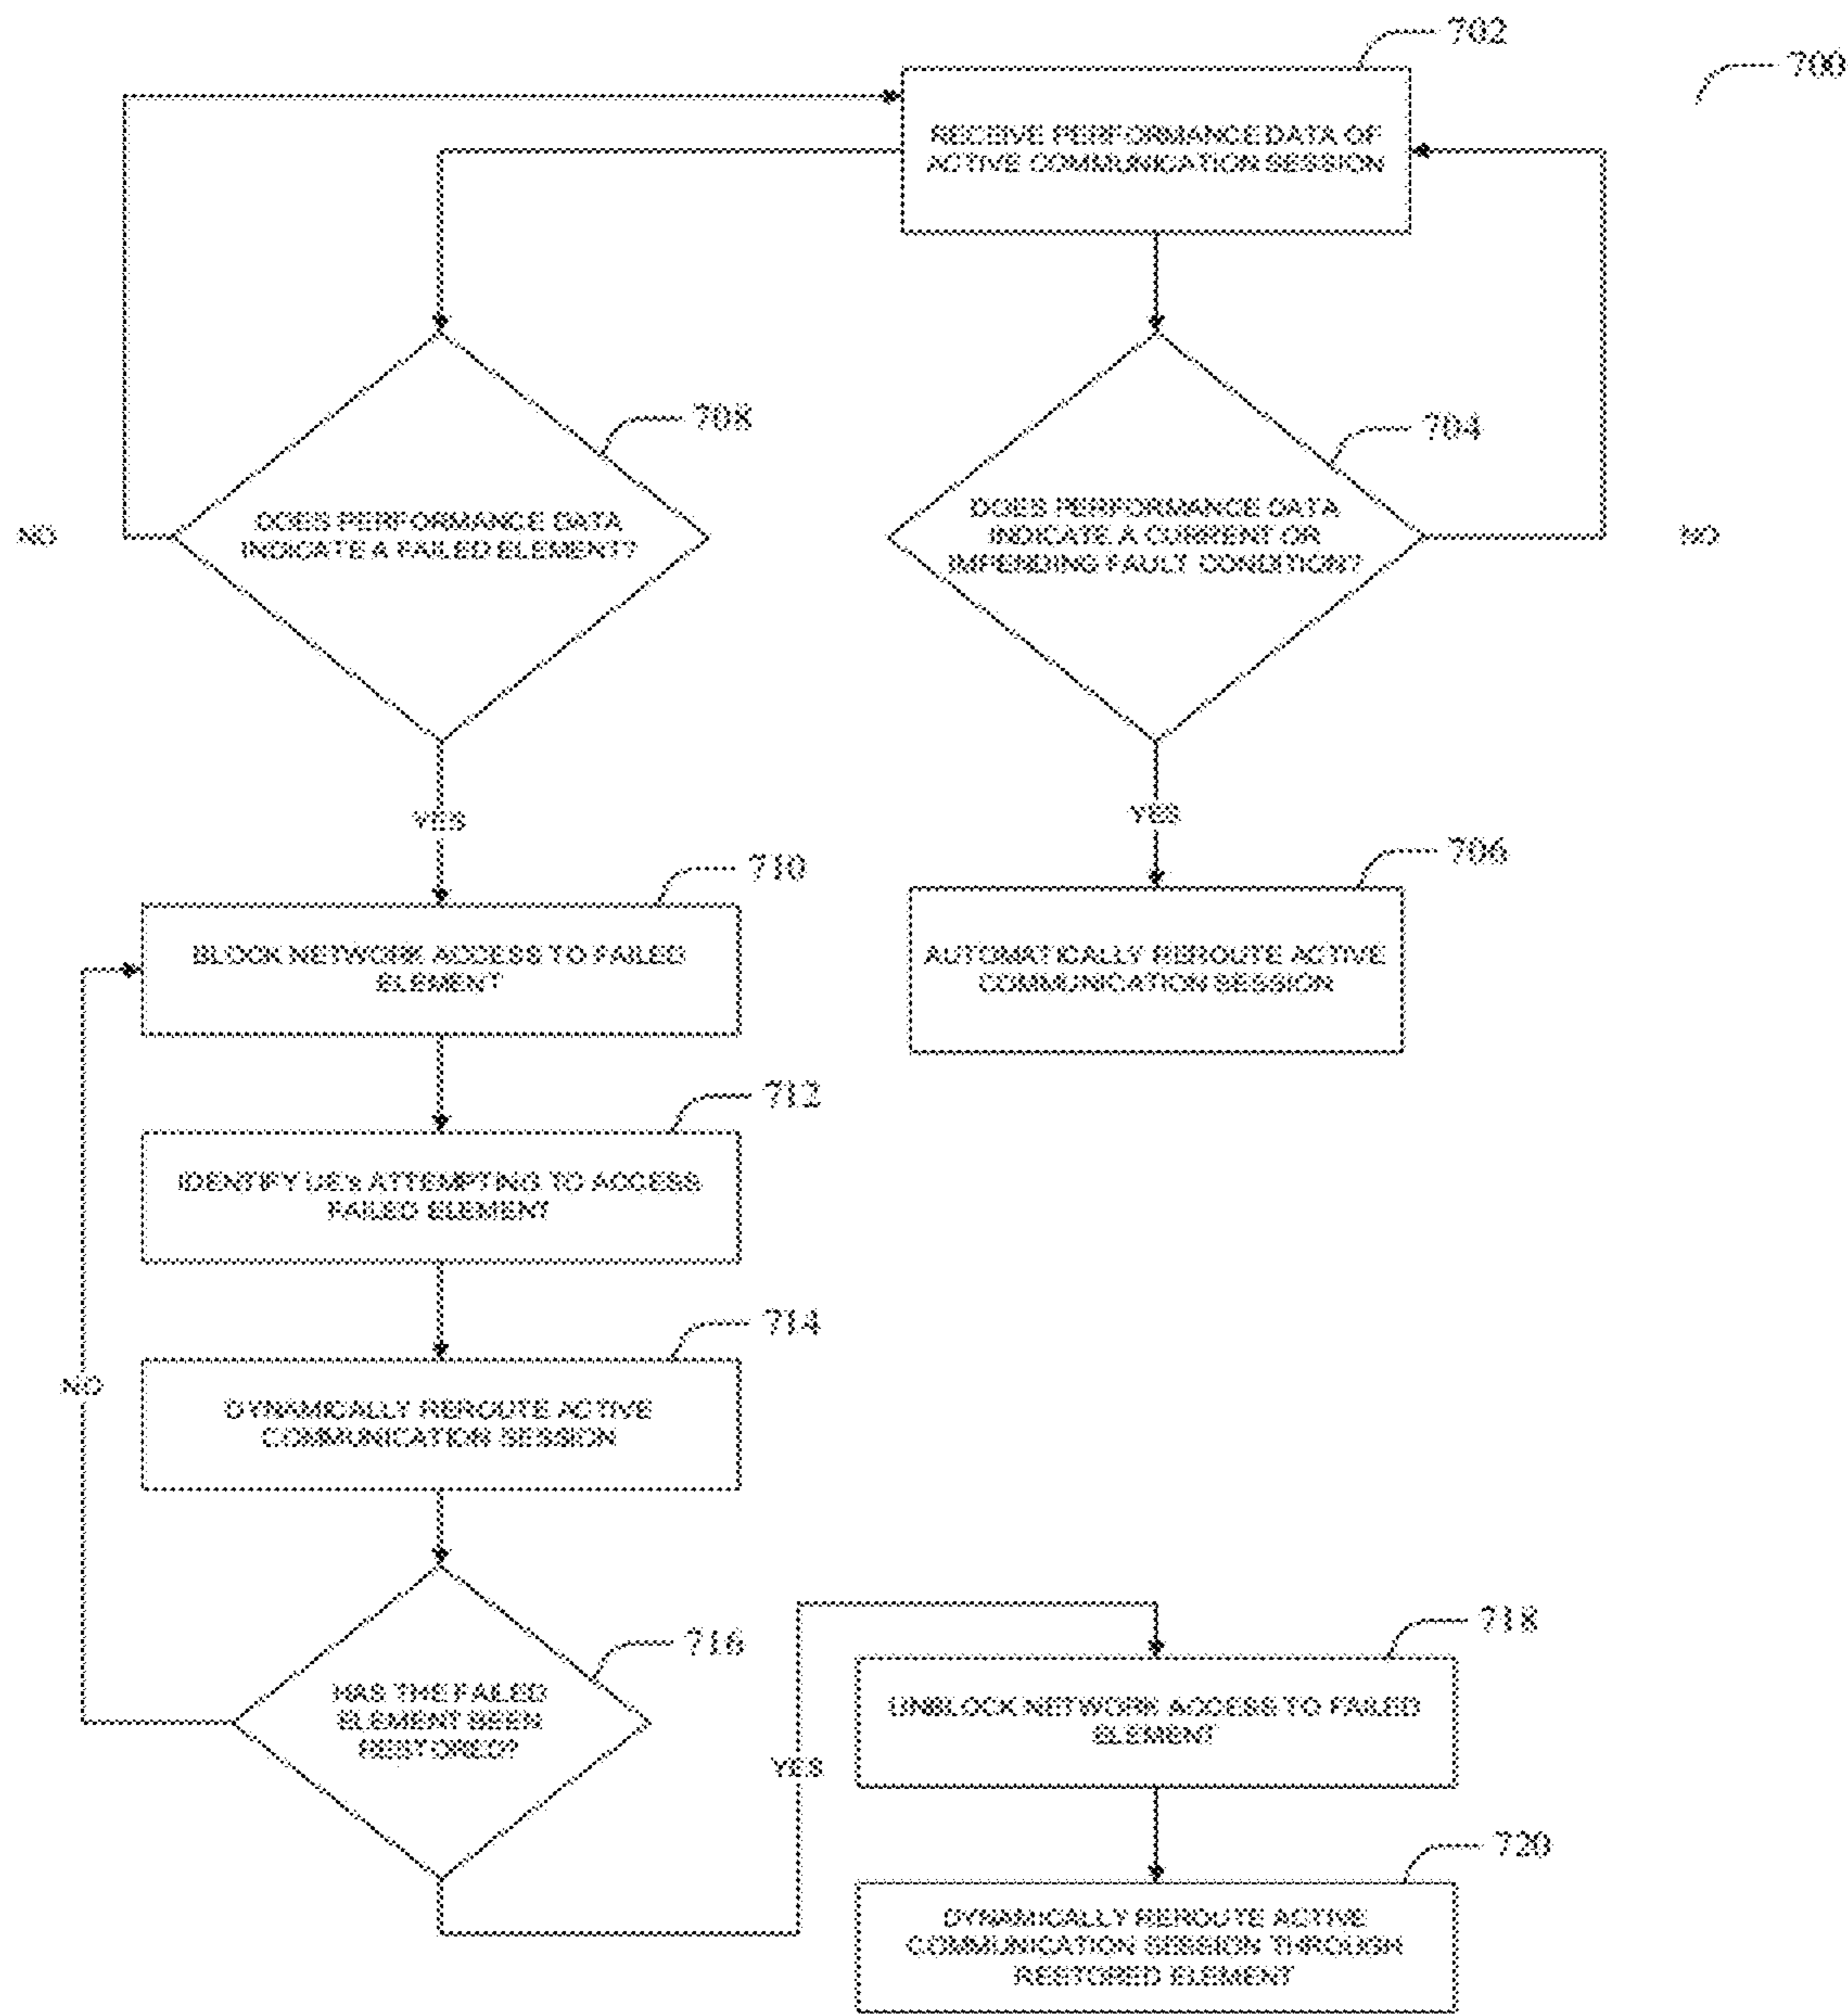 702
700
RECEIVE PERFORMANCE DATA OF
ACTIVE COMMUNICATION SESSION
708
704
DOES PERFORMANCE DATA
INDICATE A FAILED ELEMENT?
DOES PERFORMANCE DATA
INDICATE A CURRENT OR
IMPENDING FAULT CONDITION?
NO
NO
YES
YES
710
706
BLOCK NETWORK ACCESS TO FAILED
ELEMENT
AUTOMATICALLY REROUTE ACTIVE
COMMUNICATION SESSION
712
IDENTIFY UE's ATTEMPTING TO ACCESS
FAILED ELEMENT
714
NO
DYNAMICALLY REROUTE ACTIVE
COMMUNICATION SESSION
716
HAS THE FAILED
ELEMENT BEEN
RESTORED?
YES
718
UNBLOCK NETWORK ACCESS TO FAILED
ELEMENT
720
DYNAMICALLY REROUTE ACTIVE
COMMUNICATION SESSION THROUGH
RESTORED ELEMENT